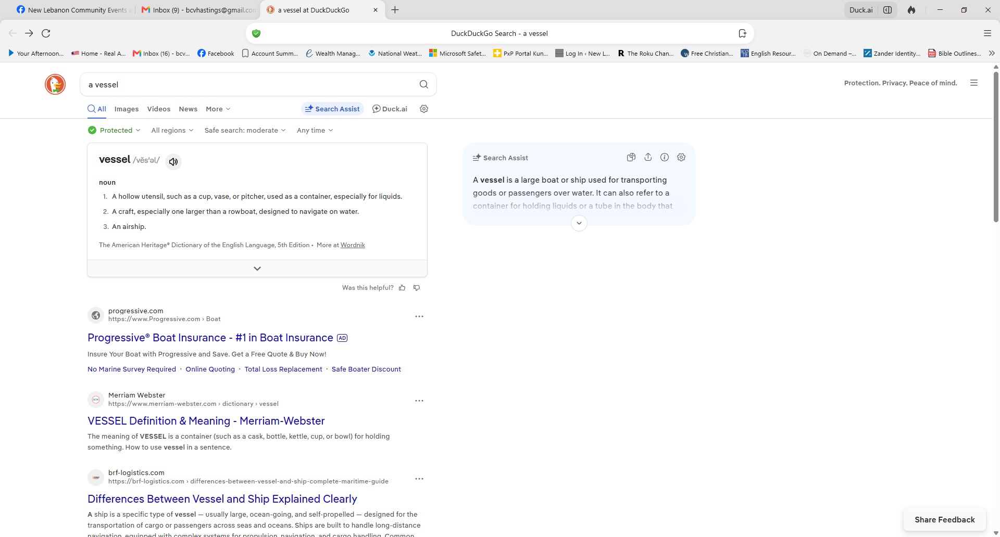 New Lebanon Community Events a
Inbox (9) - bcvhastings@gmail.com
a vessel at DuckDuckGo
Duck.ai
DuckDuckGo Search - a vessel
Your Afternoon...
Home - Real A...
Inbox (16) - bcv...
Facebook
Account Summ...
Wealth Manag...
National Weat...
Microsoft Safet...
PxP Portal Kun...
Log In ‹ New L...
The Roku Chan...
Free Christian...
English Resour...
On Demand –...
Zander Identity...
Bible Outlines...
a vessel
Protection. Privacy. Peace of mind.
All
Images
Videos
News
More
Search Assist
Duck.ai
Protected
All regions
Safe search: moderate
Any time
vessel /vĕs′əl/
noun
1. A hollow utensil, such as a cup, vase, or pitcher, used as a container, especially for liquids.
2. A craft, especially one larger than a rowboat, designed to navigate on water.
3. An airship.
The American Heritage® Dictionary of the English Language, 5th Edition • More at Wordnik
Was this helpful?
Search Assist
A vessel is a large boat or ship used for transporting
goods or passengers over water. It can also refer to a
container for holding liquids or a tube in the body that
progressive.com
https://www.Progressive.com › Boat
Progressive® Boat Insurance - #1 in Boat Insurance AD
Insure Your Boat with Progressive and Save. Get a Free Quote & Buy Now!
No Marine Survey Required · Online Quoting · Total Loss Replacement · Safe Boater Discount
Merriam Webster
https://www.merriam-webster.com › dictionary › vessel
VESSEL Definition & Meaning - Merriam-Webster
The meaning of VESSEL is a container (such as a cask, bottle, kettle, cup, or bowl) for holding
something. How to use vessel in a sentence.
brf-logistics.com
https://brf-logistics.com › differences-between-vessel-and-ship-complete-maritime-guide
Differences Between Vessel and Ship Explained Clearly
A ship is a specific type of vessel — usually large, ocean-going, and self-propelled — designed for the
transportation of cargo or passengers across seas and oceans. Ships are built to handle long-distance
navigation, equipped with complex systems for propulsion, navigation, and cargo handling. Common
Share Feedback